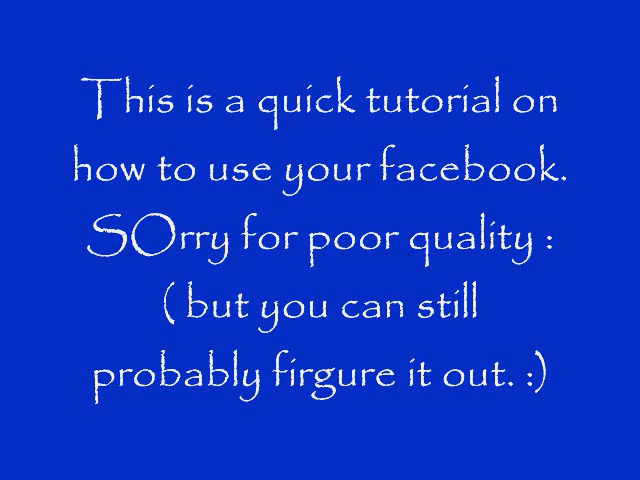 This is a quick tutorial on
how to use your facebook.
SOrry for poor quality :
( but you can still
probably firgure it out. :)